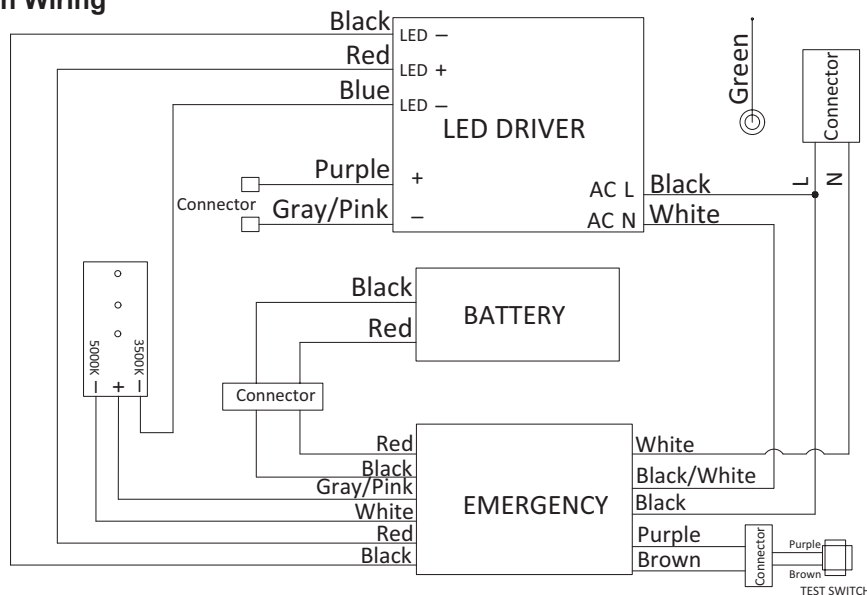 Wiring
Black
LED –
Red
LED +
Blue
LED –
LED DRIVER
Purple
+
Connector
Gray/Pink
–
AC L
Black
AC N
White
Green
Connector
L
N
5000K –
+
3500K –
Black
Red
BATTERY
Connector
Red
Black
Gray/Pink
White
Red
Black
EMERGENCY
White
Black/White
Black
Purple
Brown
Connector
Purple
Brown
TEST SWITCH